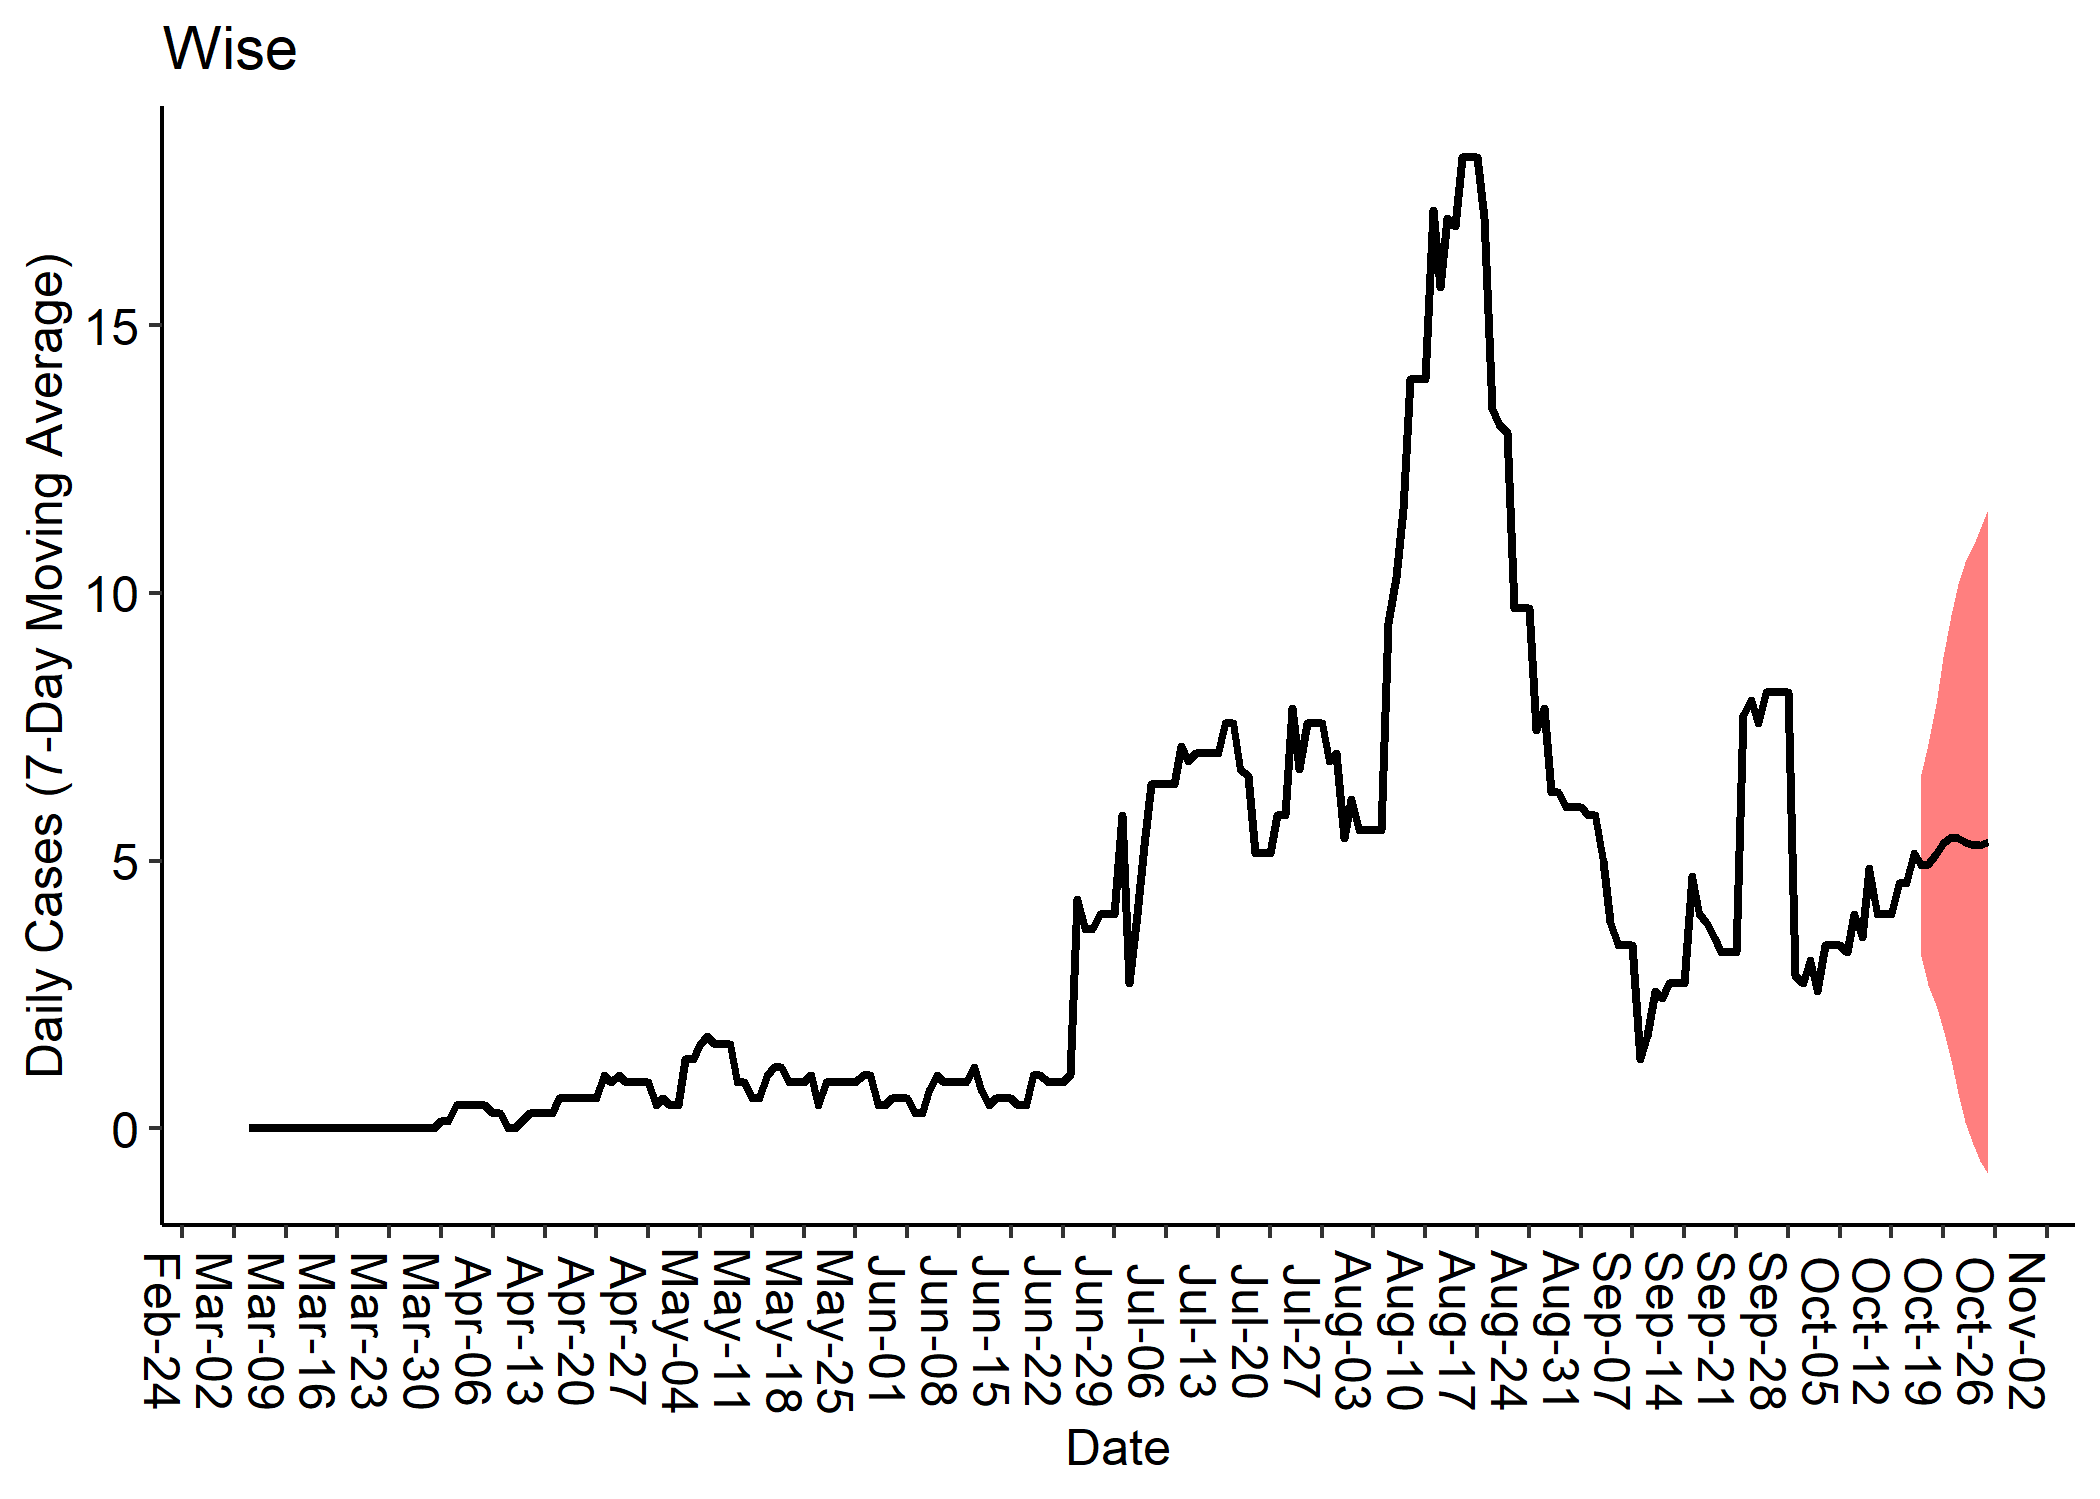 Wise
Daily Cases (7-Day Moving Average)
15
10
5
0
Feb-24
Mar-02
Mar-09
Mar-16
Mar-23
Mar-30
Apr-06
Apr-13
Apr-20
Apr-27
May-04
May-11
May-18
May-25
Jun-01
Jun-08
Jun-15
Jun-22
Jun-29
Jul-06
Jul-13
Jul-20
Jul-27
Aug-03
Aug-10
Aug-17
Aug-24
Aug-31
Sep-07
Sep-14
Sep-21
Sep-28
Oct-05
Oct-12
Oct-19
Oct-26
Nov-02
Date